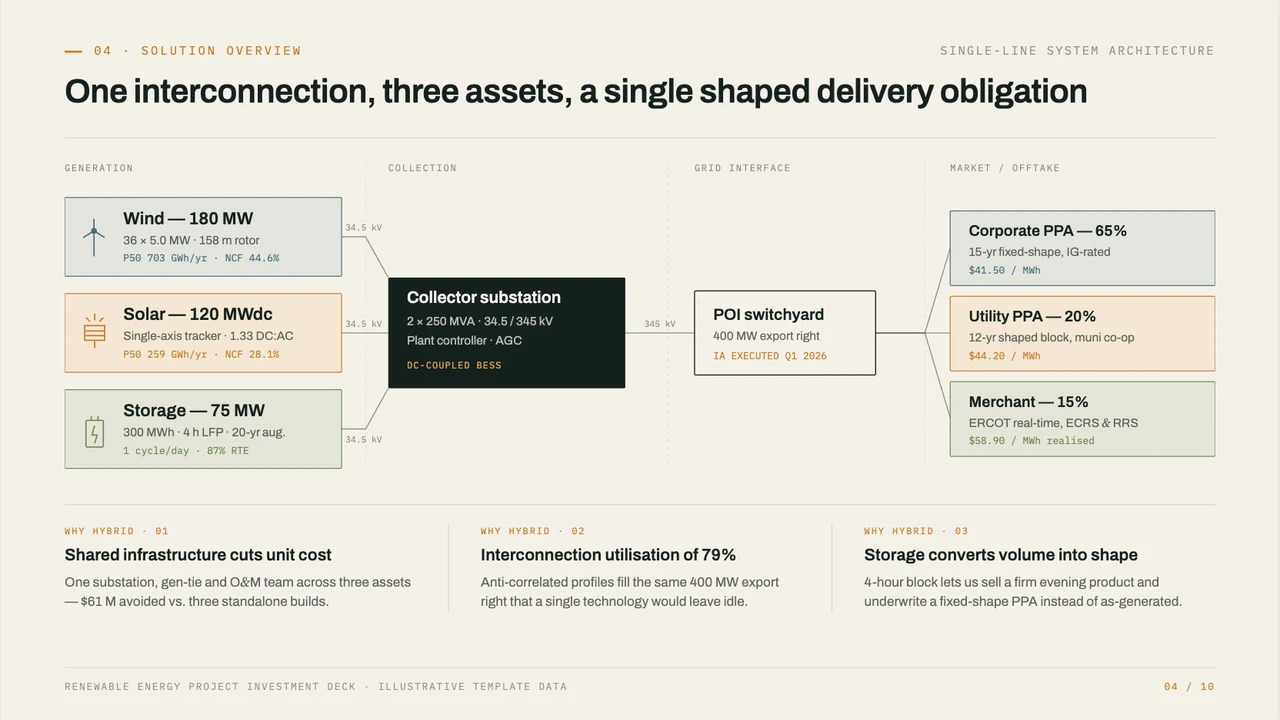 04 · SOLUTION OVERVIEW
SINGLE-LINE SYSTEM ARCHITECTURE
One interconnection, three assets, a single shaped delivery obligation
GENERATION
Wind — 180 MW
36 × 5.0 MW · 158 m rotor
P50 703 GWh/yr · NCF 44.6%
Solar — 120 MWdc
Single-axis tracker · 1.33 DC:AC
P50 259 GWh/yr · NCF 28.1%
Storage — 75 MW
300 MWh · 4 h LFP · 20-yr aug.
1 cycle/day · 87% RTE
34.5 kV
34.5 kV
34.5 kV
COLLECTION
Collector substation
2 × 250 MVA · 34.5 / 345 kV
Plant controller · AGC
DC-COUPLED BESS
345 kV
GRID INTERFACE
POI switchyard
400 MW export right
IA EXECUTED Q1 2026
MARKET / OFFTAKE
Corporate PPA — 65%
15-yr fixed-shape, IG-rated
$41.50 / MWh
Utility PPA — 20%
12-yr shaped block, muni co-op
$44.20 / MWh
Merchant — 15%
ERCOT real-time, ECRS & RRS
$58.90 / MWh realised
WHY HYBRID · 01
Shared infrastructure cuts unit cost
One substation, gen-tie and O&M team across three assets
— $61 M avoided vs. three standalone builds.
WHY HYBRID · 02
Interconnection utilisation of 79%
Anti-correlated profiles fill the same 400 MW export
right that a single technology would leave idle.
WHY HYBRID · 03
Storage converts volume into shape
4-hour block lets us sell a firm evening product and
underwrite a fixed-shape PPA instead of as-generated.
RENEWABLE ENERGY PROJECT INVESTMENT DECK · ILLUSTRATIVE TEMPLATE DATA
04 / 10